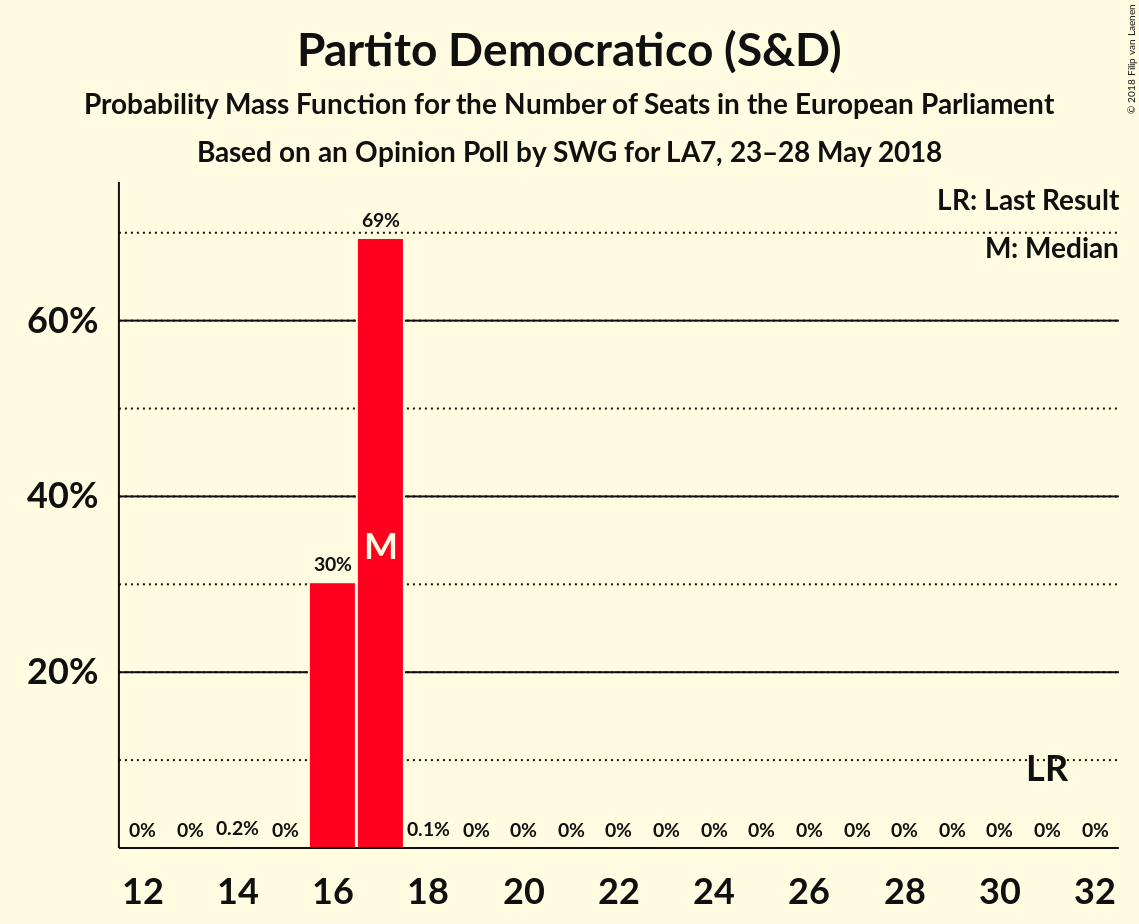 Partito Democratico (S&D)
Probability Mass Function for the Number of Seats in the European Parliament
Based on an Opinion Poll by SWG for LA7, 23–28 May 2018
© 2018 Filip van Laenen
LR: Last Result
M: Median
69%
60%
40%
M
30%
20%
LR
0% 0% 0.2% 0% 0.1% 0% 0% 0% 0% 0% 0% 0% 0% 0% 0% 0% 0% 0% 0%
12 14 16 18 20 22 24 26 28 30 32